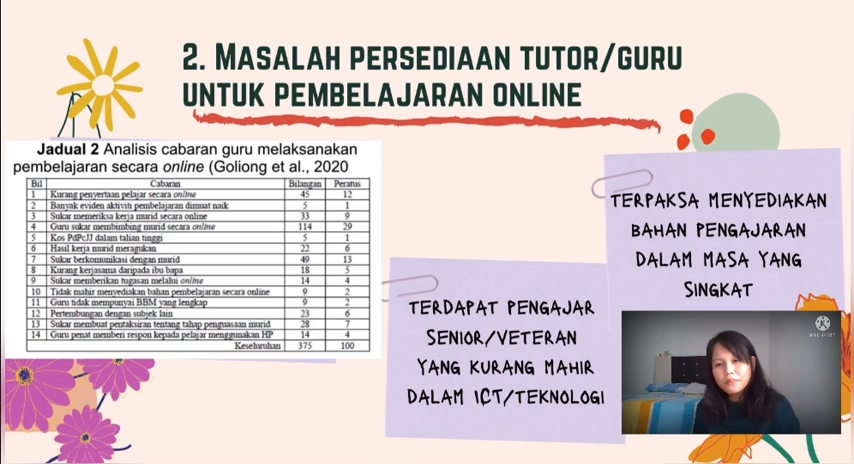 2. MASALAH PERSEDIAAN TUTOR/GURU
UNTUK PEMBELAJARAN ONLINE
Jadual 2 Analisis cabaran guru melaksanakan
pembelajaran secara online (Goliong et al., 2020
Bil Cabaran Bilangan Peratus
1 Kurang penyertaan pelajar secara online 45 12
2 Banyak eviden aktiviti pembelajaran dimuat naik 5 1
3 Sukar memeriksa kerja murid secara online 33 9
4 Guru sukar membimbing murid secara online 114 29
5 Kos PdPcJJ dalam talian tinggi 5 1
6 Hasil kerja murid meragukan 22 6
7 Sukar berkomunikasi dengan murid 49 13
8 Kurang kerjasama daripada ibu bapa 18 5
9 Sukar memberikan tugasan melalui online 14 4
10 Tidak mahir menyediakan bahan pembelajaran secara online 9 2
11 Guru tidak mempunyai BBM yang lengkap 9 2
12 Pertembungan dengan subjek lain 23 6
13 Sukar membuat pentaksiran tentang tahap penguasaan murid 28 7
14 Guru penat memberi respon kepada pelajar menggunakan HP 14 4
Keseluruhan 375 100
TERDAPAT PENGAJAR
SENIOR/VETERAN
YANG KURANG MAHIR
DALAM ICT/TEKNOLOGI
TERPAKSA MENYEDIAKAN
BAHAN PENGAJARAN
DALAM MASA YANG
SINGKAT